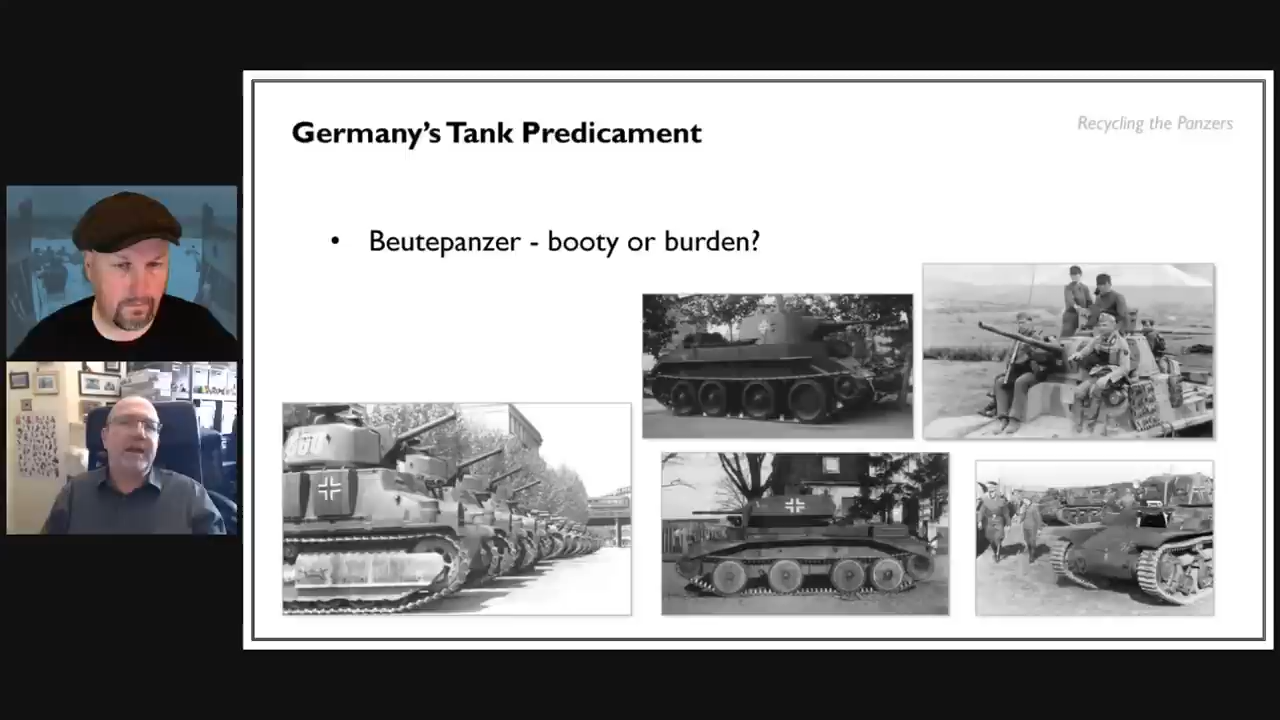 Germany's Tank Predicament
Recycling the Panzers
• Beutepanzer - booty or burden?